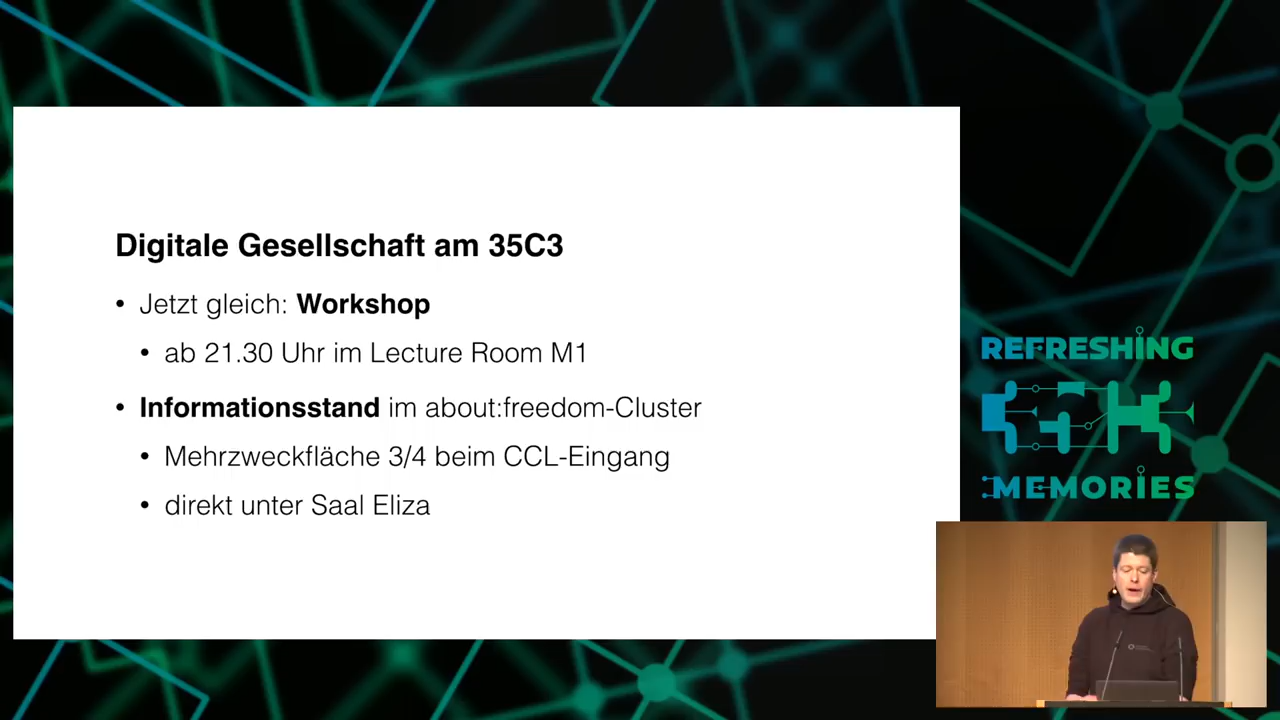 Digitale Gesellschaft am 35C3
• Jetzt gleich: Workshop
• ab 21.30 Uhr im Lecture Room M1
• Informationsstand im about:freedom-Cluster
• Mehrzweckfläche 3/4 beim CCL-Eingang
• direkt unter Saal Eliza
REFRESHING
MEMORIES